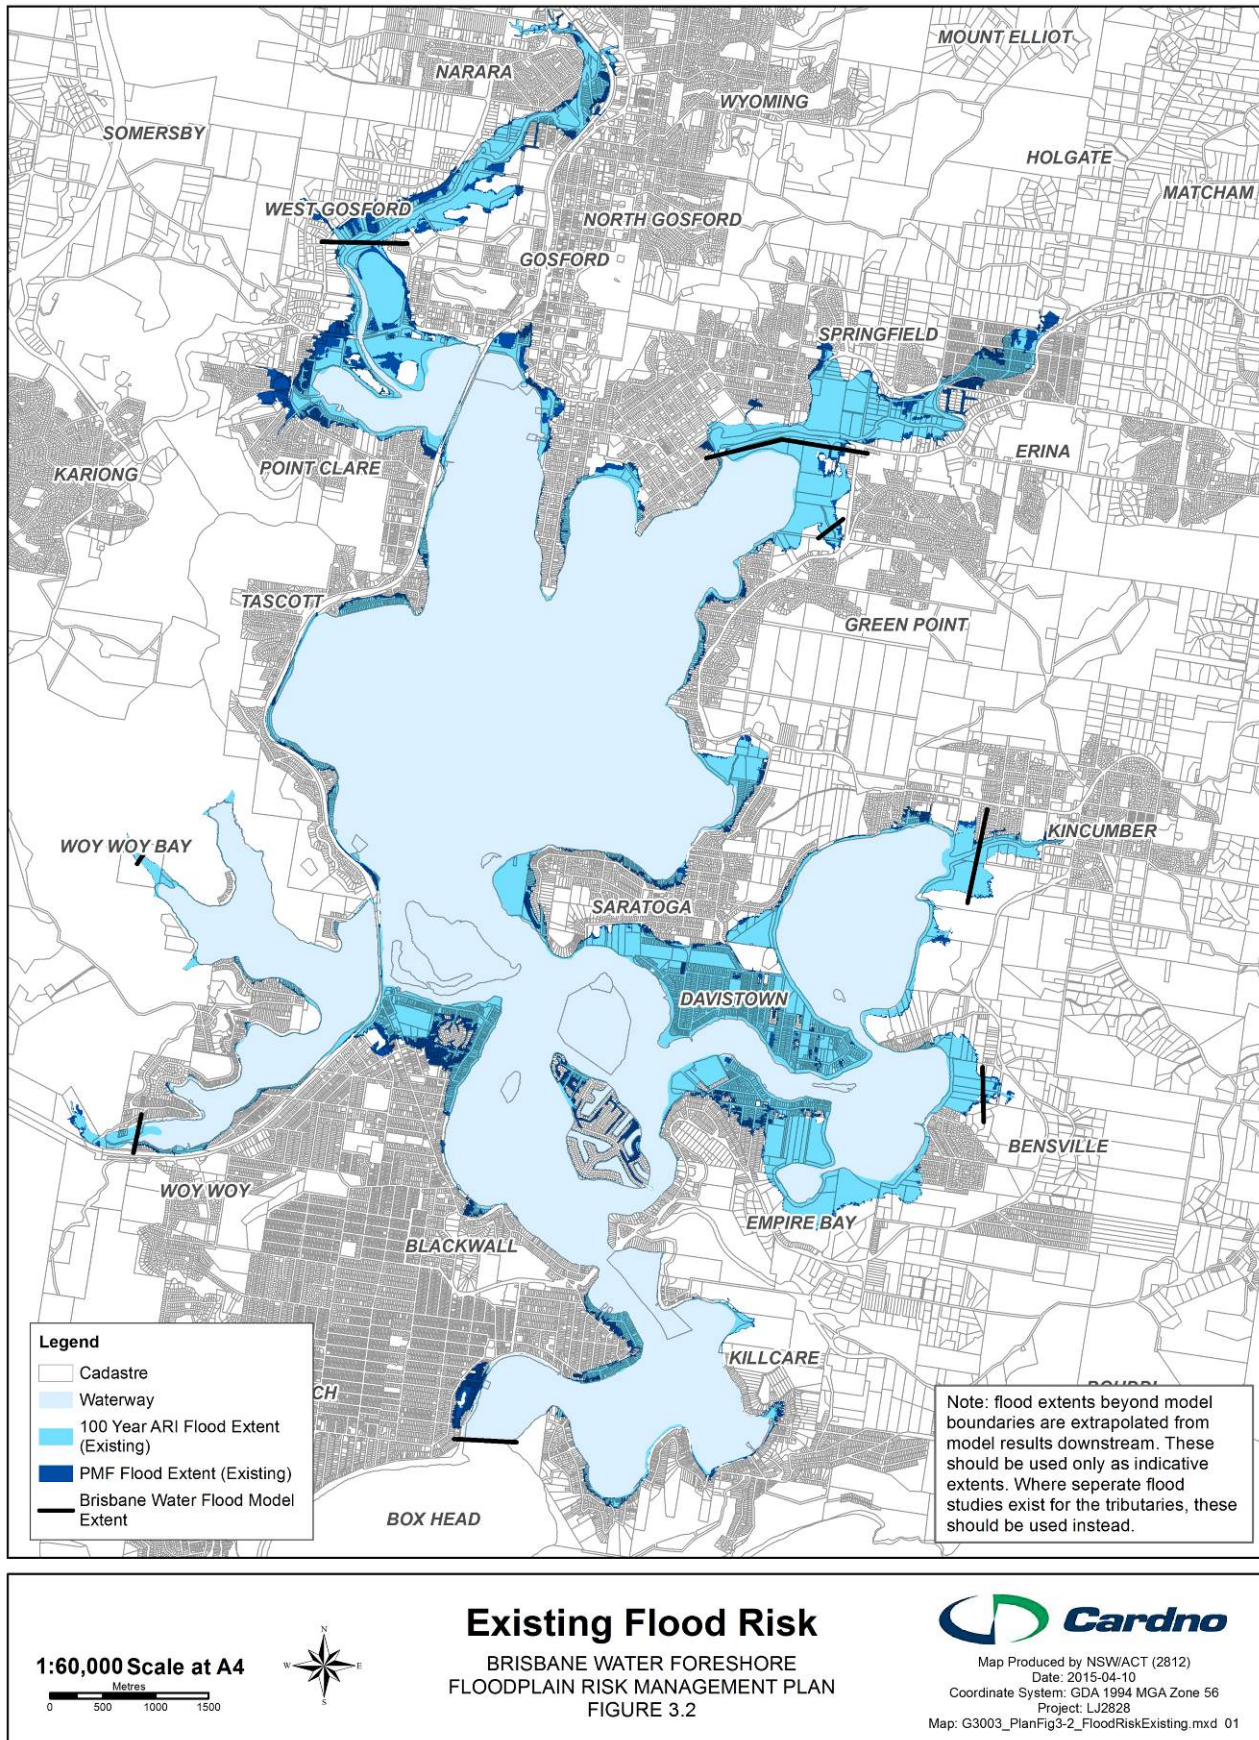 MOUNT ELLIOT
NARARA
WYOMING
SOMERSBY
HOLGATE
MATCHAM
WEST GOSFORD
NORTH GOSFORD
GOSFORD
SPRINGFIELD
ERINA
POINT CLARE
KARIONG
TASCOTT
GREEN POINT
KINCUMBER
WOY WOY BAY
SARATOGA
DAVISTOWN
BENSVILLE
WOY WOY
EMPIRE BAY
BLACKWALL
KILLCARE
CH
BOX HEAD
Legend
Cadastre
Waterway
100 Year ARI Flood Extent
(Existing)
PMF Flood Extent (Existing)
Brisbane Water Flood Model
Extent
Note: flood extents beyond model
boundaries are extrapolated from
model results downstream. These
should be used only as indicative
extents. Where seperate flood
studies exist for the tributaries, these
should be used instead.
1:60,000 Scale at A4
Metres
0 500 1000 1500
N
W E
S
Existing Flood Risk
BRISBANE WATER FORESHORE
FLOODPLAIN RISK MANAGEMENT PLAN
FIGURE 3.2
Cardno
Map Produced by NSW/ACT (2812)
Date: 2015-04-10
Coordinate System: GDA 1994 MGA Zone 56
Project: LJ2828
Map: G3003_PlanFig3-2_FloodRiskExisting.mxd 01